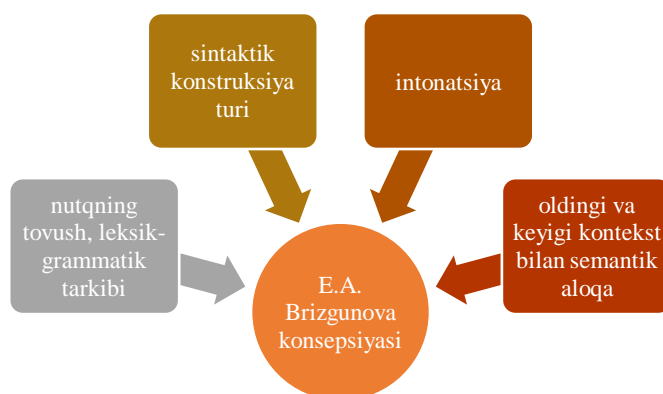 nutqning
tovush, leksik-
grammatik
tarkibi
sintaktik
konstruksiya
turi
intonatsiya
oldingi va
keyigi kontekst
bilan semantik
aloqa
E.A.
Brizgunova
konsepsiyasi